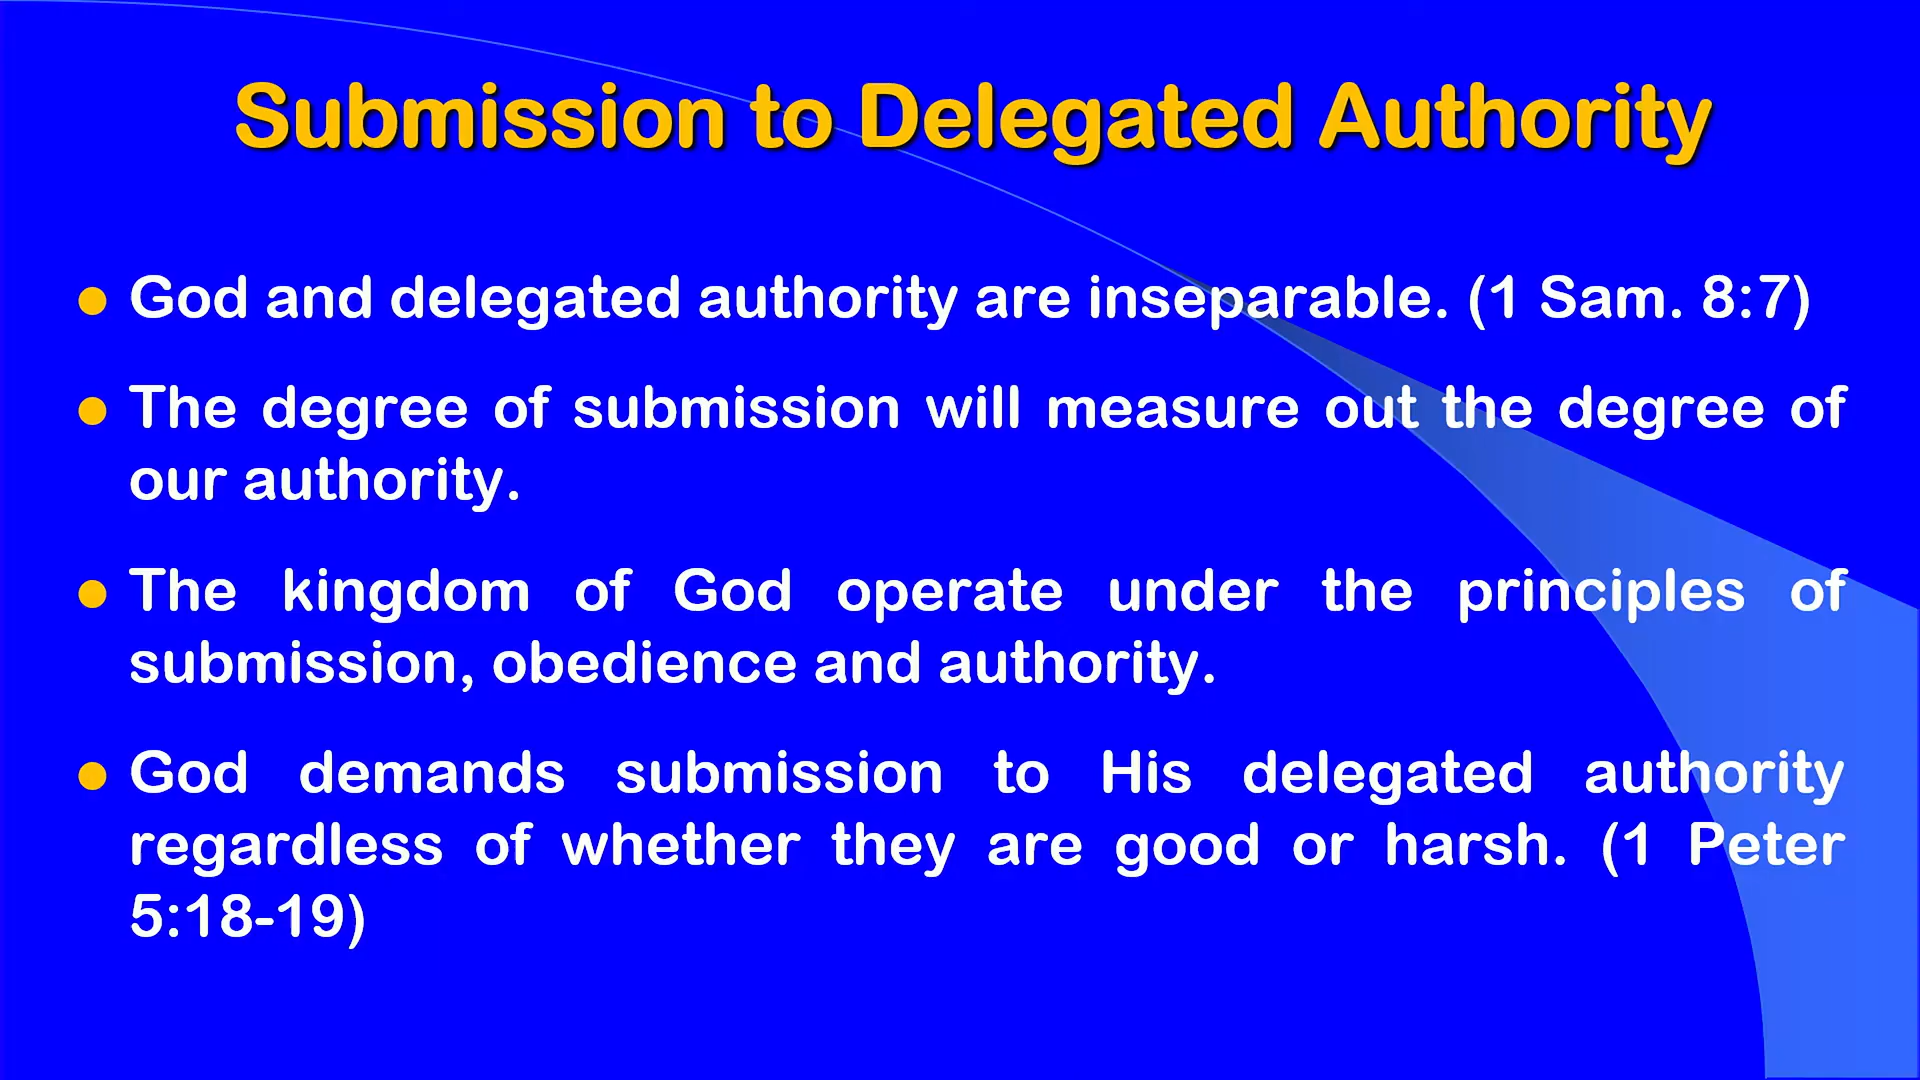 Submission to Delegated Authority
God and delegated authority are inseparable. (1 Sam. 8:7)
The degree of submission will measure out the degree of
our authority.
The kingdom of God operate under the principles of
submission, obedience and authority.
God demands submission to His delegated authority
regardless of whether they are good or harsh. (1 Peter
5:18-19)